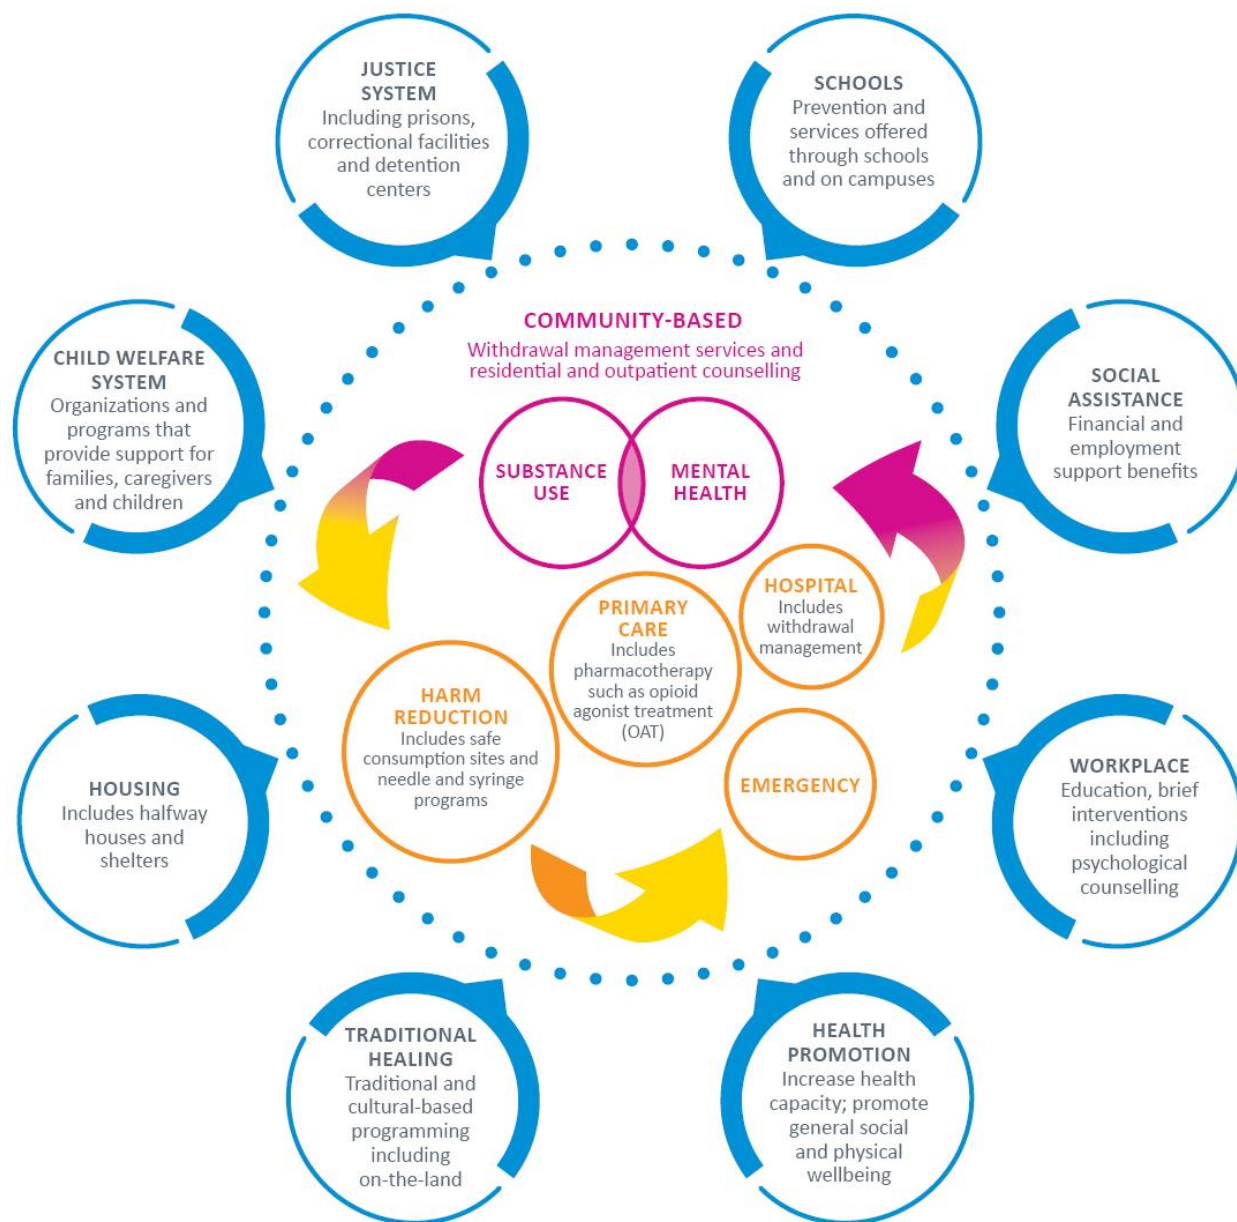 JUSTICE
SYSTEM
Including prisons,
correctional facilities
and detention
centers
SCHOOLS
Prevention and
services offered
through schools
and on campuses
CHILD WELFARE
SYSTEM
Organizations and
programs that
provide support for
families, caregivers
and children
COMMUNITY-BASED
Withdrawal management services and
residential and outpatient counselling
SUBSTANCE
USE
MENTAL
HEALTH
SOCIAL
ASSISTANCE
Financial and
employment
support benefits
HOSPITAL
Includes
withdrawal
management
PRIMARY
CARE
Includes
pharmacotherapy
such as opioid
agonist treatment
(OAT)
HARM
REDUCTION
Includes safe
consumption sites and
needle and syringe
programs
EMERGENCY
HOUSING
Includes halfway
houses and
shelters
WORKPLACE
Education, brief
interventions
including
psychological
counselling
TRADITIONAL
HEALING
Traditional and
cultural-based
programming
including
on-the-land
HEALTH
PROMOTION
Increase health
capacity; promote
general social
and physical
wellbeing